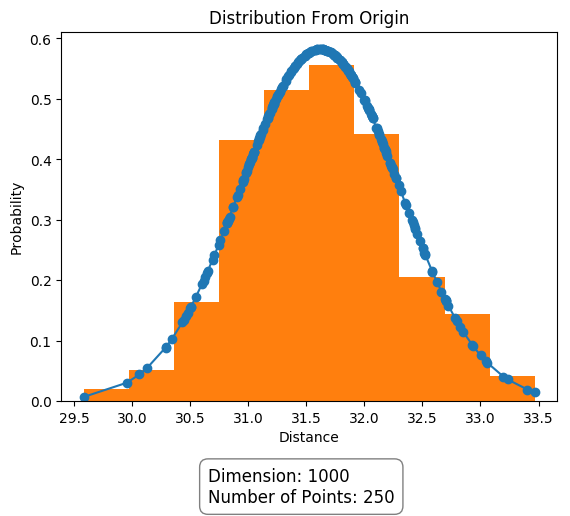 Distribution From Origin
0.6
0.5
0.4
0.3
0.2
0.1
0.0
Probability
29.5 30.0 30.5 31.0 31.5 32.0 32.5 33.0 33.5
Distance
Dimension: 1000
Number of Points: 250